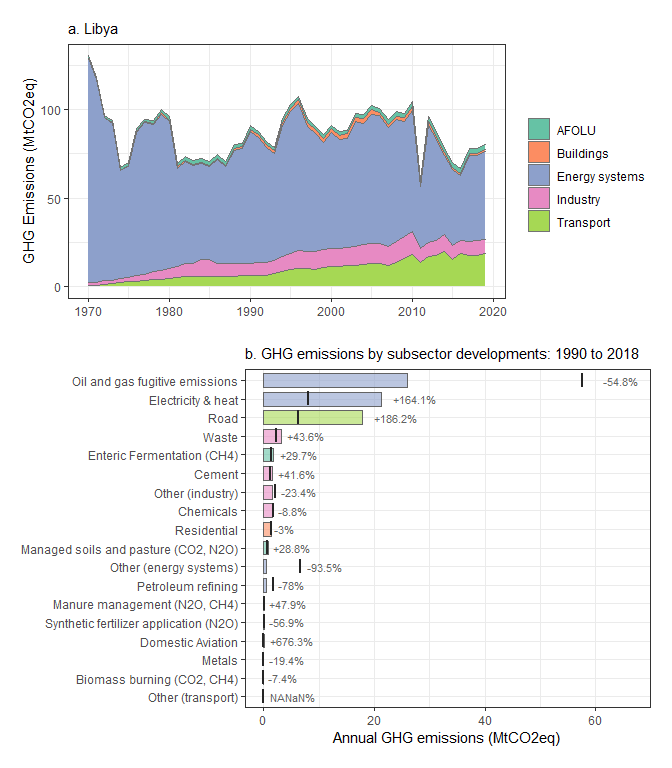 a. Libya
GHG Emissions (MtCO2eq)
100
50
0
1970
1980
1990
2000
2010
2020
AFOLU
Buildings
Energy systems
Industry
Transport
b. GHG emissions by subsector developments: 1990 to 2018
Oil and gas fugitive emissions -54.8%
Electricity & heat +164.1%
Road +186.2%
Waste +43.6%
Enteric Fermentation (CH4) +29.7%
Cement +41.6%
Other (industry) -23.4%
Chemicals -8.8%
Residential -3%
Managed soils and pasture (CO2, N2O) +28.8%
Other (energy systems) -93.5%
Petroleum refining -78%
Manure management (N2O, CH4) +47.9%
Synthetic fertilizer application (N2O) -56.9%
Domestic Aviation +676.3%
Metals -19.4%
Biomass burning (CO2, CH4) -7.4%
Other (transport) NANaN%
0
20
40
60
Annual GHG emissions (MtCO2eq)